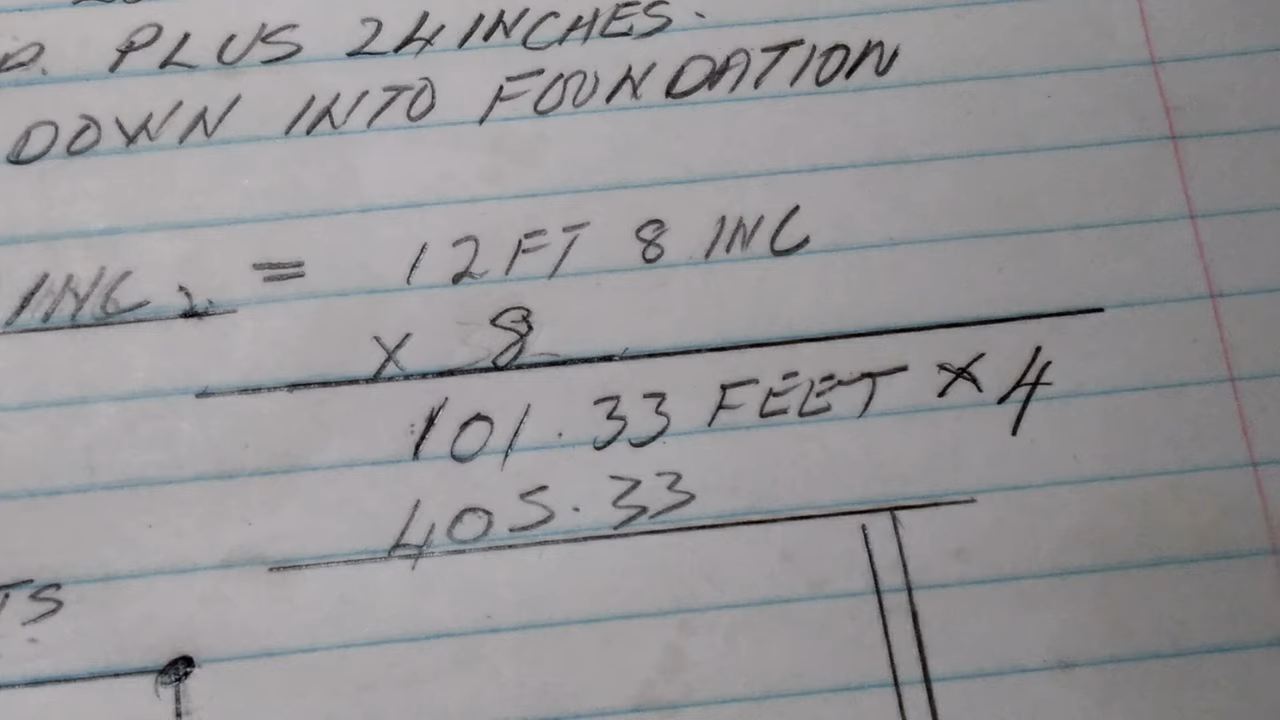 D. PLUS 24 INCHES.
DOWN INTO FOUNDATION
INC = 12 FT 8 INC
x 8
101.33 FEET x 4
405.33
TS